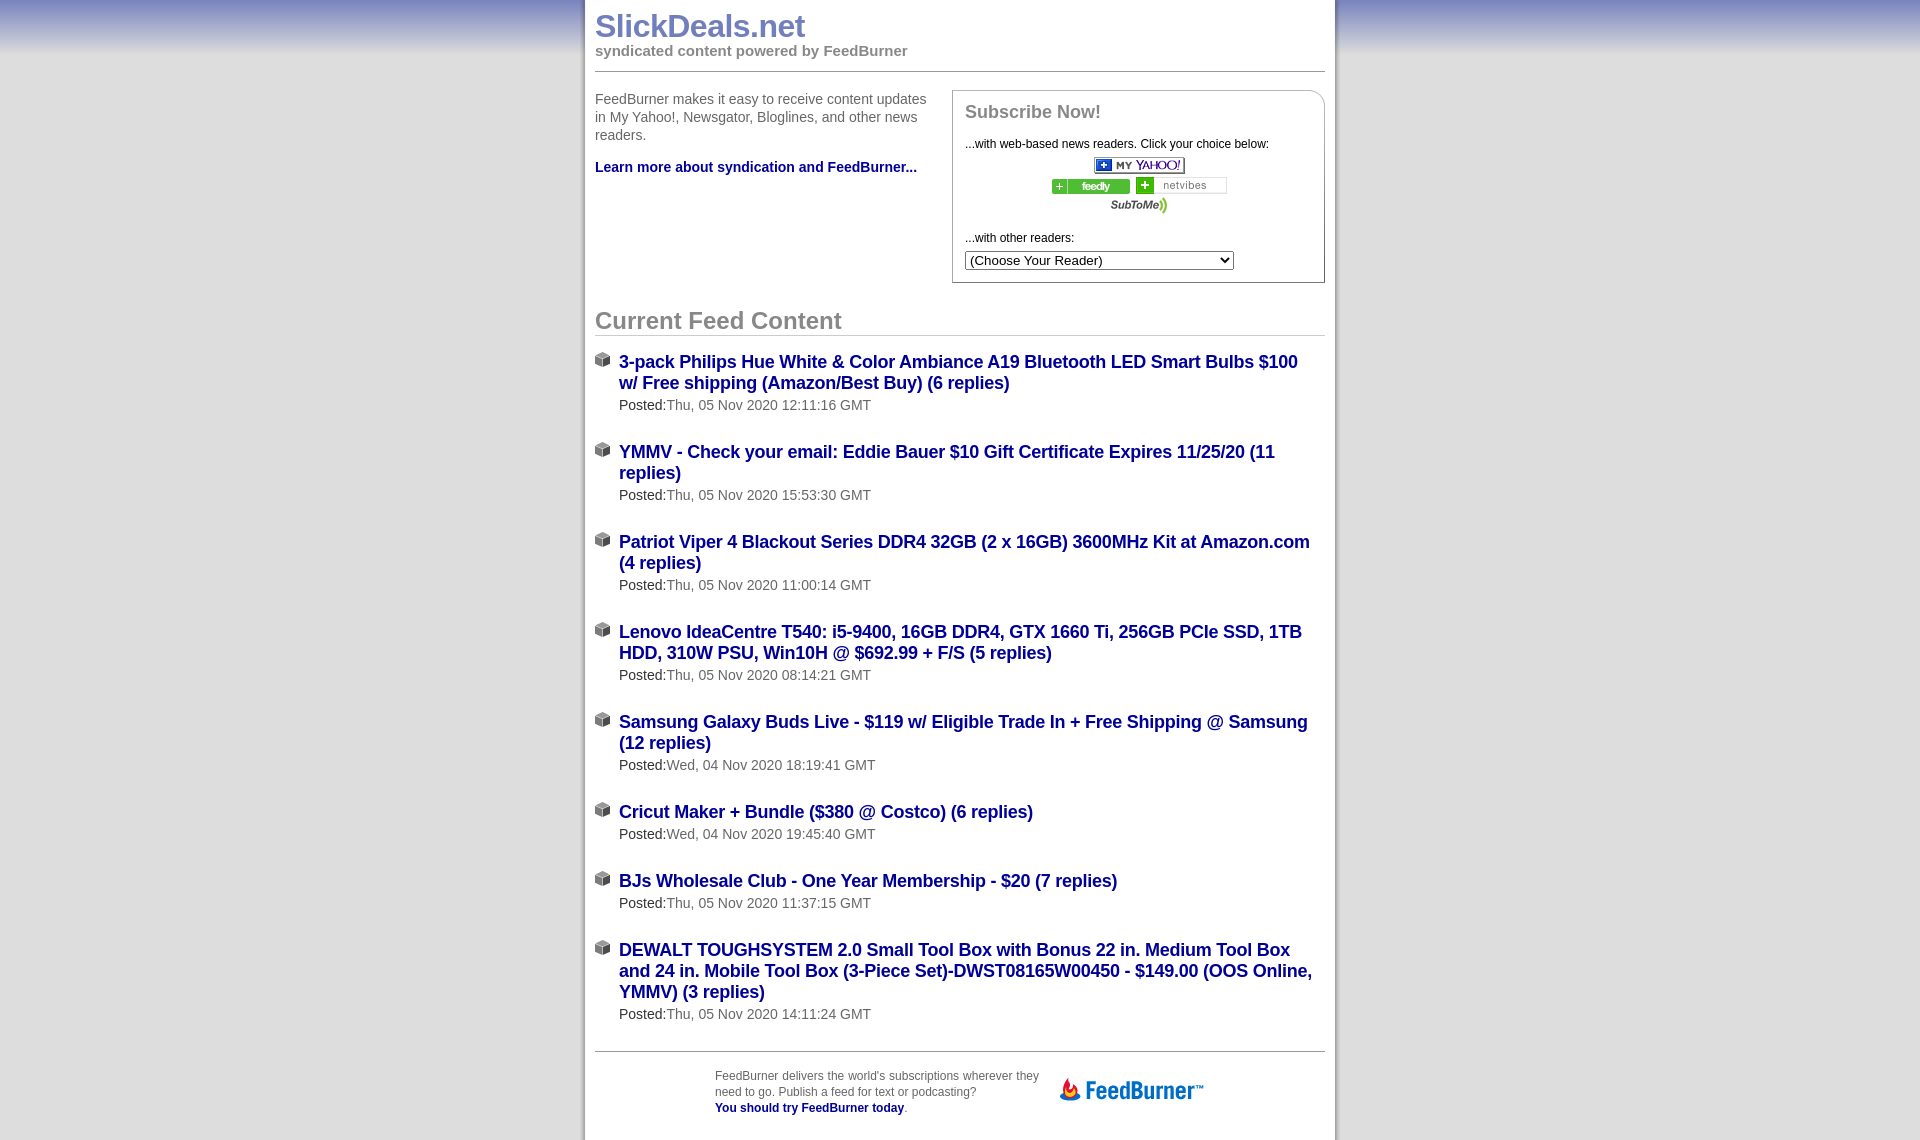 SlickDeals.net
syndicated content powered by FeedBurner
FeedBurner makes it easy to receive content updates
in My Yahoo!, Newsgator, Bloglines, and other news
readers.
Learn more about syndication and FeedBurner...
Subscribe Now!
...with web-based news readers. Click your choice below:
MY YAHOO!
feedly
netvibes
SubToMe
...with other readers:
(Choose Your Reader)
Current Feed Content
3-pack Philips Hue White & Color Ambiance A19 Bluetooth LED Smart Bulbs $100
w/ Free shipping (Amazon/Best Buy) (6 replies)
Posted:Thu, 05 Nov 2020 12:11:16 GMT
YMMV - Check your email: Eddie Bauer $10 Gift Certificate Expires 11/25/20 (11
replies)
Posted:Thu, 05 Nov 2020 15:53:30 GMT
Patriot Viper 4 Blackout Series DDR4 32GB (2 x 16GB) 3600MHz Kit at Amazon.com
(4 replies)
Posted:Thu, 05 Nov 2020 11:00:14 GMT
Lenovo IdeaCentre T540: i5-9400, 16GB DDR4, GTX 1660 Ti, 256GB PCIe SSD, 1TB
HDD, 310W PSU, Win10H @ $692.99 + F/S (5 replies)
Posted:Thu, 05 Nov 2020 08:14:21 GMT
Samsung Galaxy Buds Live - $119 w/ Eligible Trade In + Free Shipping @ Samsung
(12 replies)
Posted:Wed, 04 Nov 2020 18:19:41 GMT
Cricut Maker + Bundle ($380 @ Costco) (6 replies)
Posted:Wed, 04 Nov 2020 19:45:40 GMT
BJs Wholesale Club - One Year Membership - $20 (7 replies)
Posted:Thu, 05 Nov 2020 11:37:15 GMT
DEWALT TOUGHSYSTEM 2.0 Small Tool Box with Bonus 22 in. Medium Tool Box
and 24 in. Mobile Tool Box (3-Piece Set)-DWST08165W00450 - $149.00 (OOS Online,
YMMV) (3 replies)
Posted:Thu, 05 Nov 2020 14:11:24 GMT
FeedBurner delivers the world's subscriptions wherever they
need to go. Publish a feed for text or podcasting?
You should try FeedBurner today.
FeedBurner™